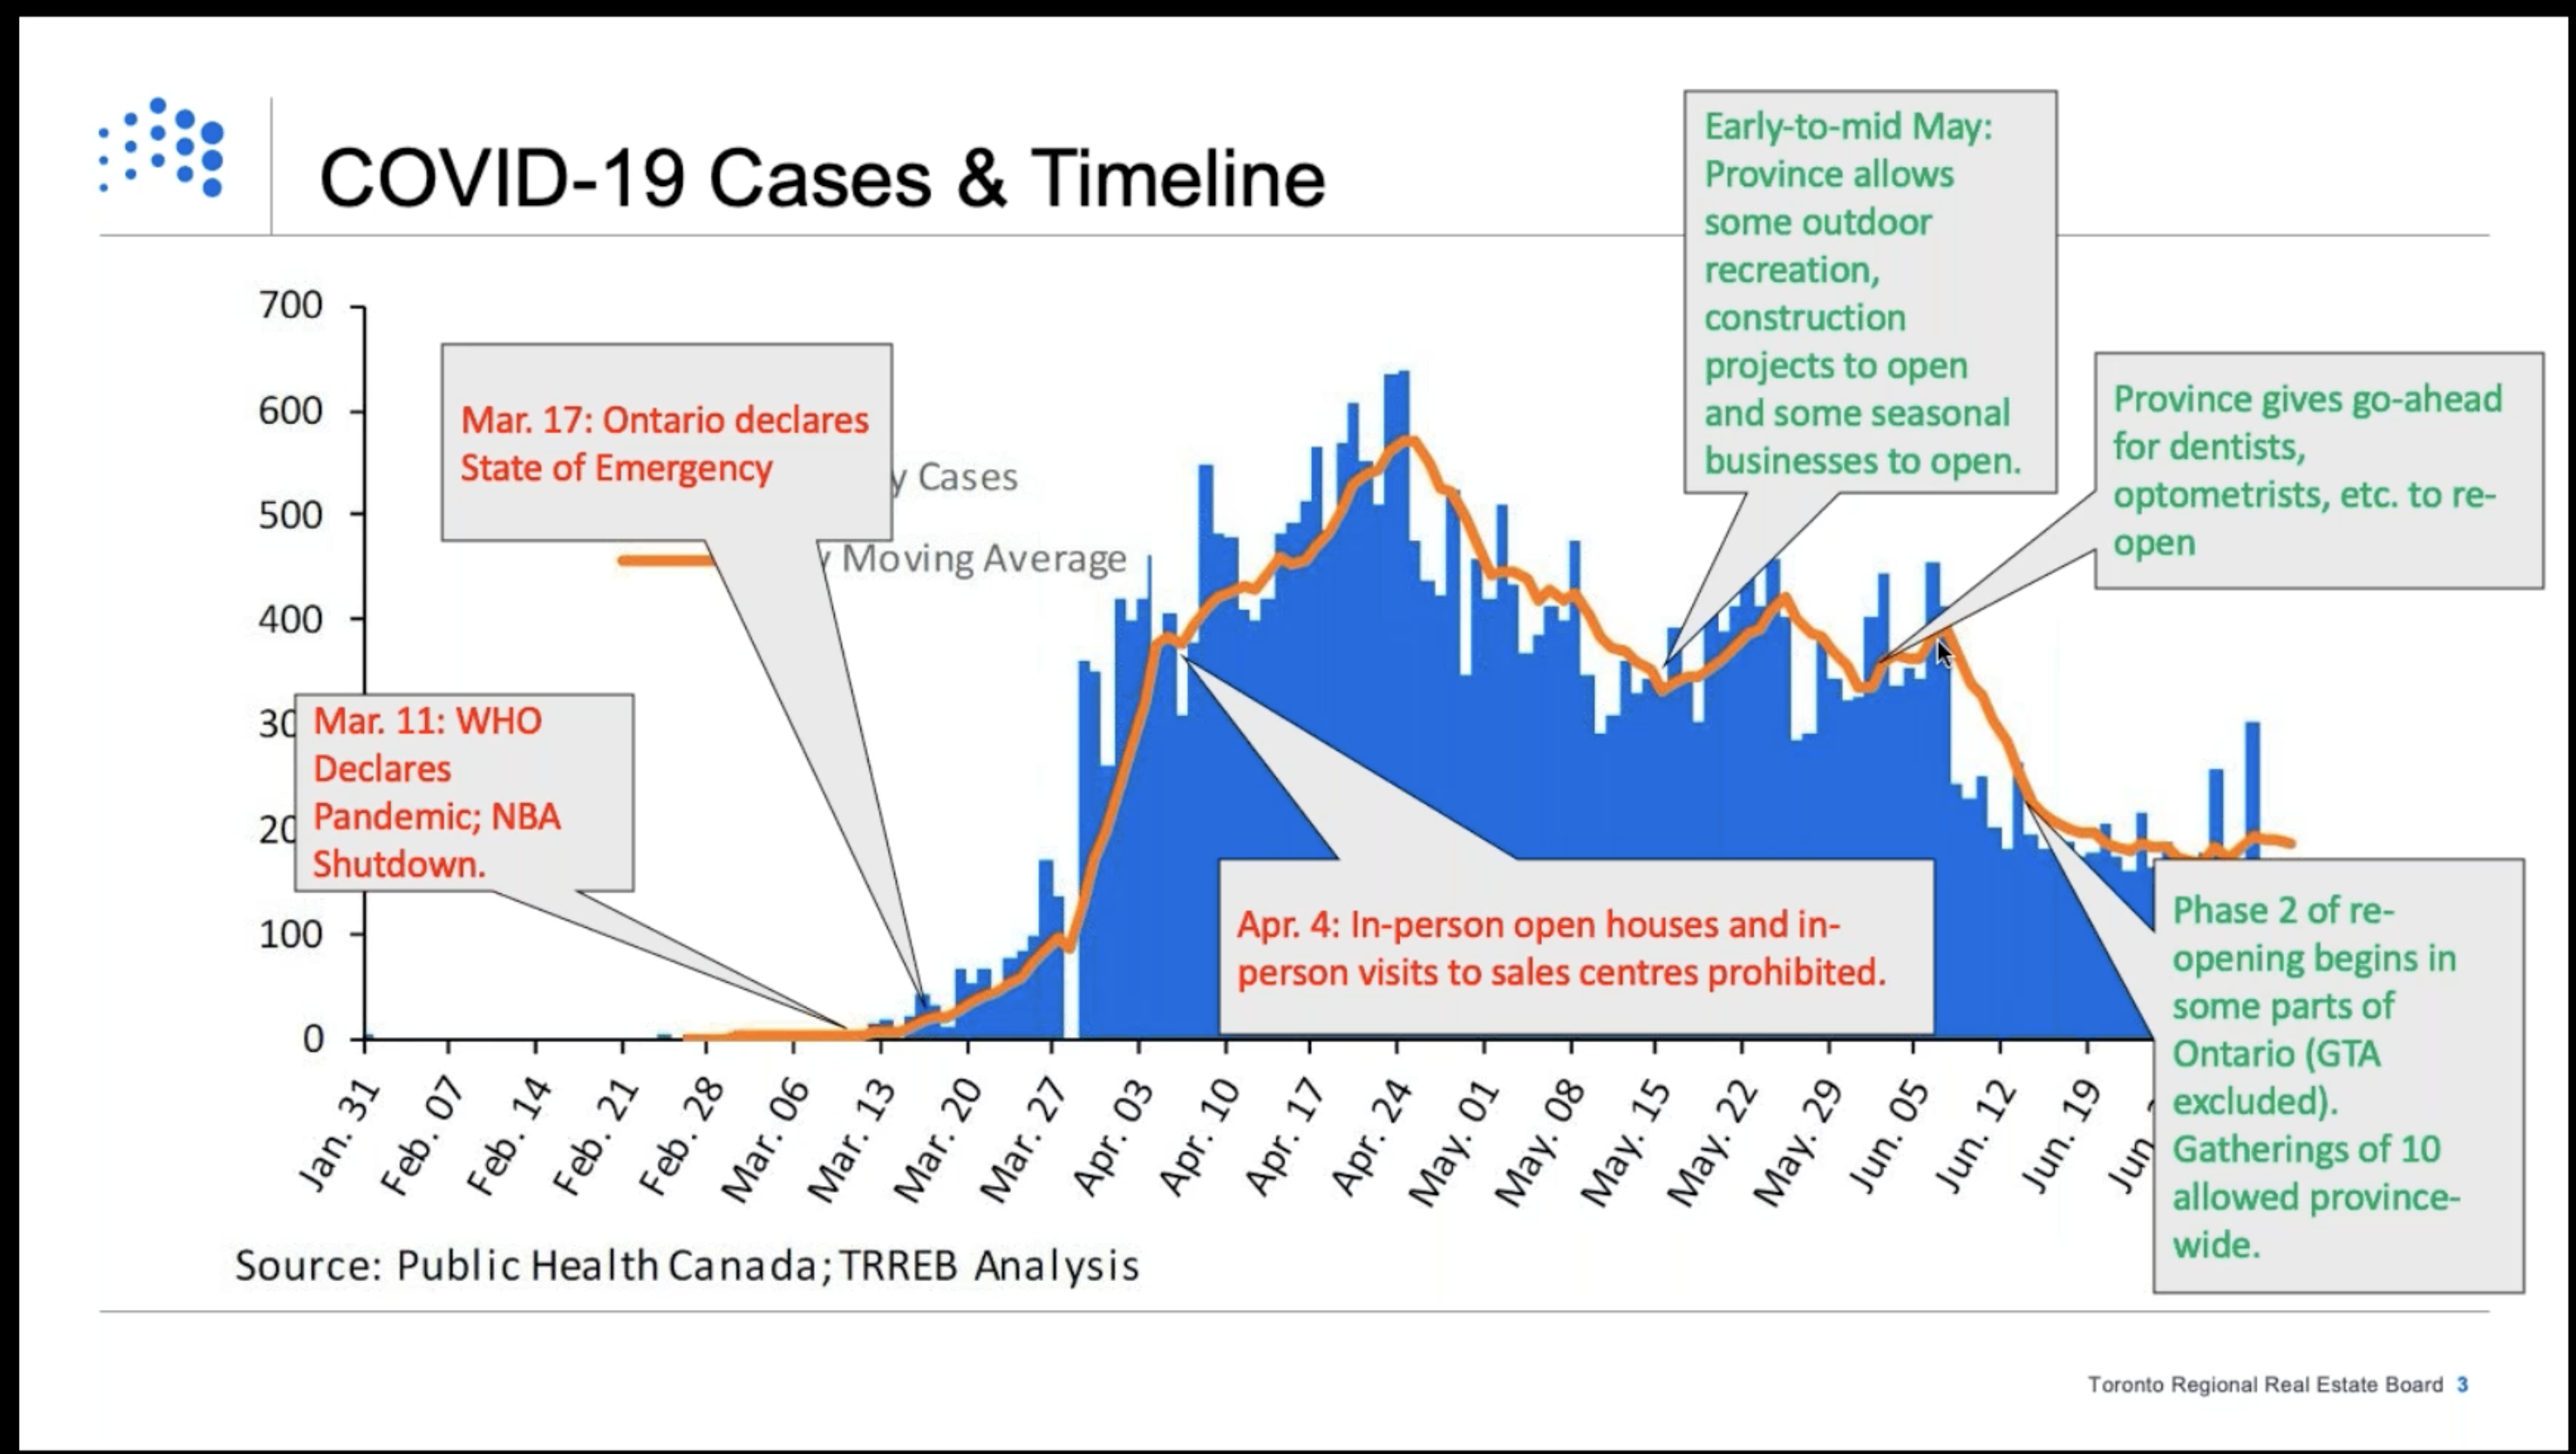 COVID-19 Cases & Timeline
Early-to-mid May:
Province allows
some outdoor
recreation,
construction
projects to open
and some seasonal
businesses to open.
Province gives go-ahead
for dentists,
optometrists, etc. to re-
open
Mar. 17: Ontario declares
State of Emergency
y Cases
Moving Average
Mar. 11: WHO
Declares
Pandemic; NBA
Shutdown.
Apr. 4: In-person open houses and in-
person visits to sales centres prohibited.
Phase 2 of re-
opening begins in
some parts of
Ontario (GTA
excluded).
Gatherings of 10
allowed province-
wide.
700
600
500
400
30
20
100
0
Jan. 31
Feb. 07
Feb. 14
Feb. 21
Feb. 28
Mar. 06
Mar. 13
Mar. 20
Mar. 27
Apr. 03
Apr. 10
Apr. 17
Apr. 24
May. 01
May. 08
May. 15
May. 22
May. 29
Jun. 05
Jun. 12
Jun. 19
Jun
Source: Public Health Canada; TRREB Analysis
Toronto Regional Real Estate Board 3